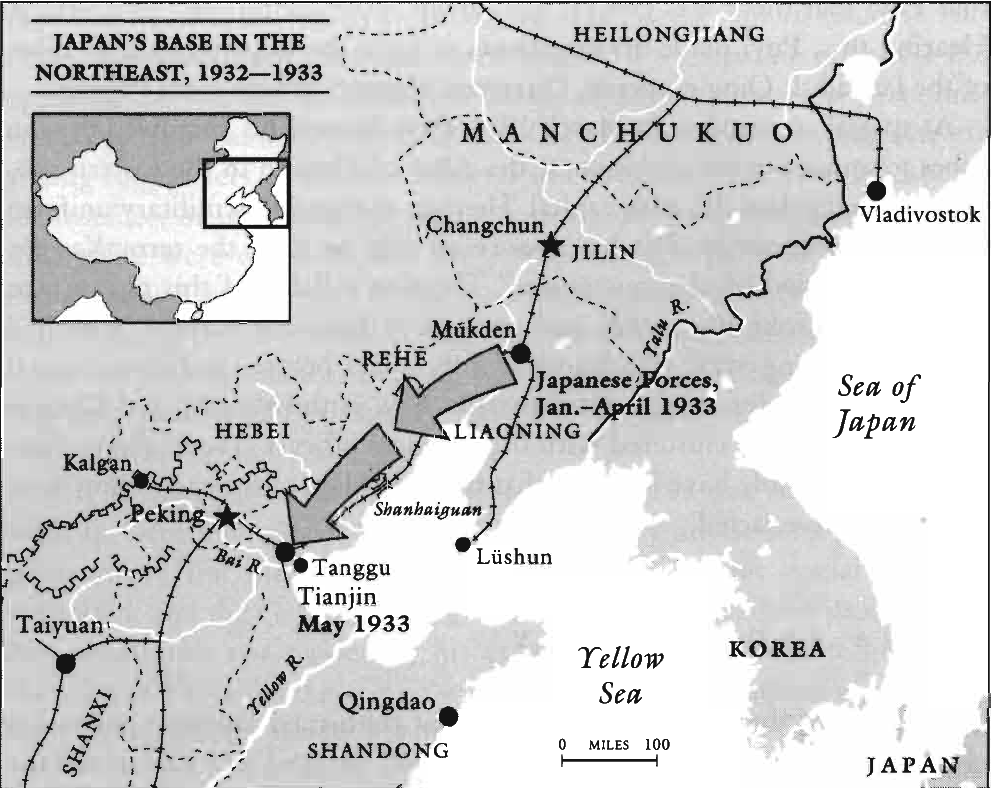 JAPAN'S BASE IN THE
NORTHEAST, 1932—1933
HEILONGJIANG
MANCHUKUO
Vladivostok
Changchun
JILIN
Mūkden
Yalu R.
REHE
Japanese Forces,
Jan.–April 1933
Sea of
Japan
LIAONING
HEBEI
Kalgan
Shanhaiguan
Peking
Bai R.
Lüshun
Tanggu
Tianjin
May 1933
Taiyuan
Yellow R.
Yellow
Sea
KOREA
Qingdao
SHANXI
SHANDONG
0 MILES 100
JAPAN